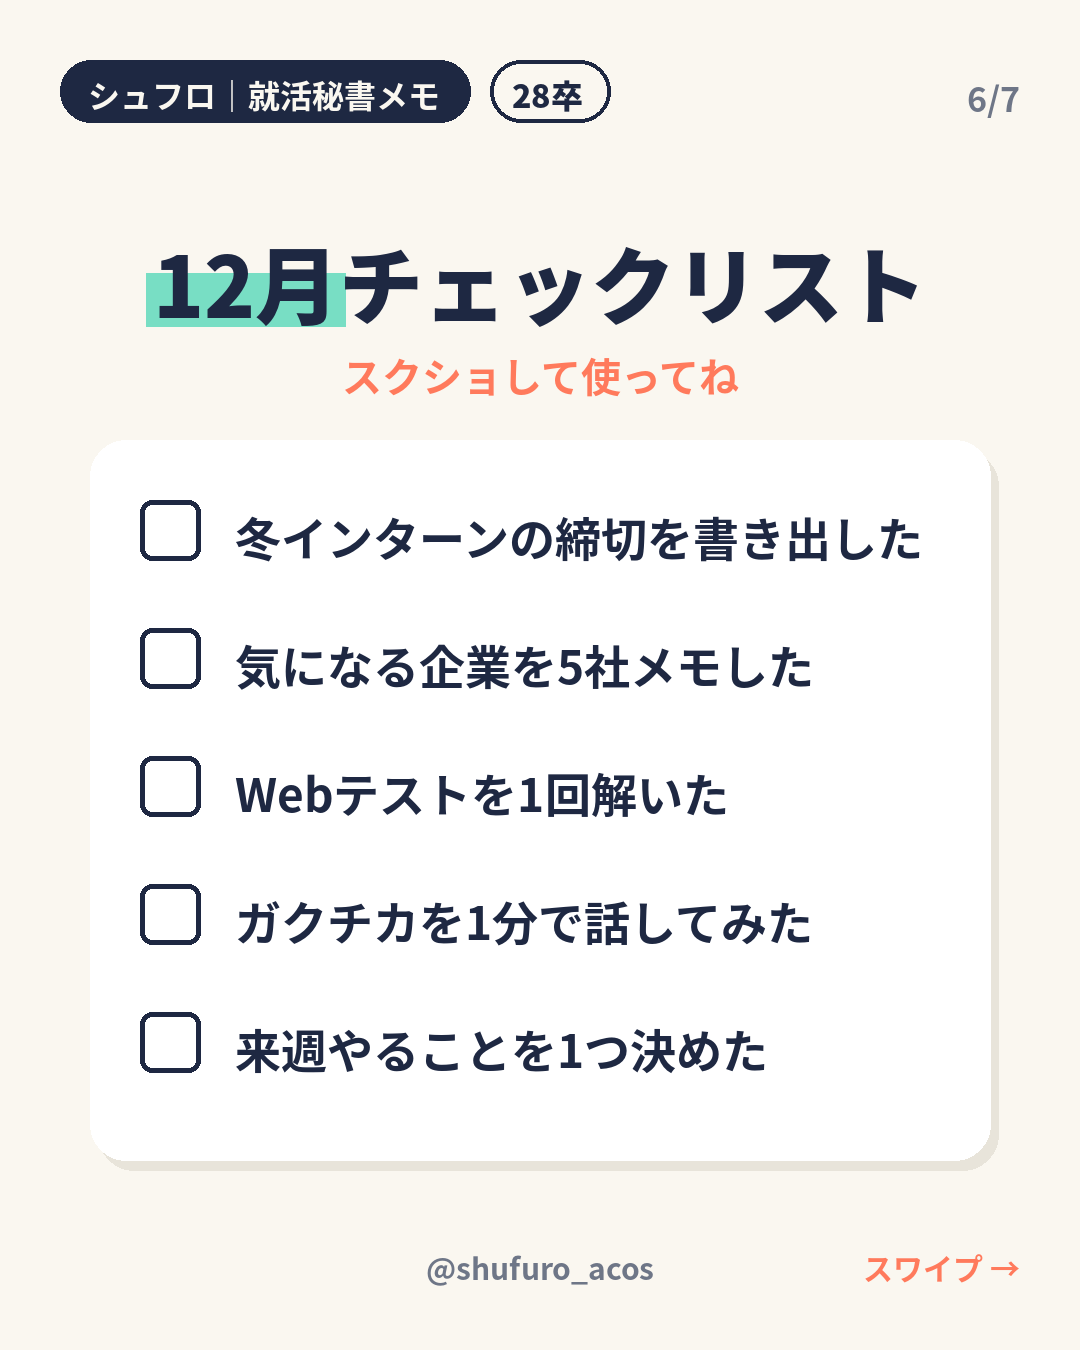 シュフロ｜就活秘書メモ
28卒
6/7
12月チェックリスト
スクショして使ってね
冬インターンの締切を書き出した
気になる企業を5社メモした
Webテストを1回解いた
ガクチカを1分で話してみた
来週やることを1つ決めた
@shufuro_acos
スワイプ →